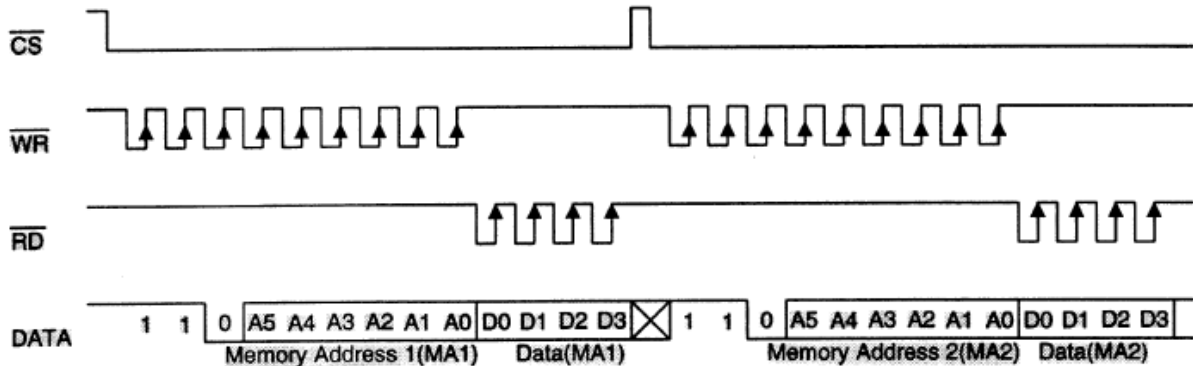 CS
WR
RD
DATA 1 1 0 A5 A4 A3 A2 A1 A0 D0 D1 D2 D3 1 1 0 A5 A4 A3 A2 A1 A0 D0 D1 D2 D3
Memory Address 1(MA1) Data(MA1) Memory Address 2(MA2) Data(MA2)